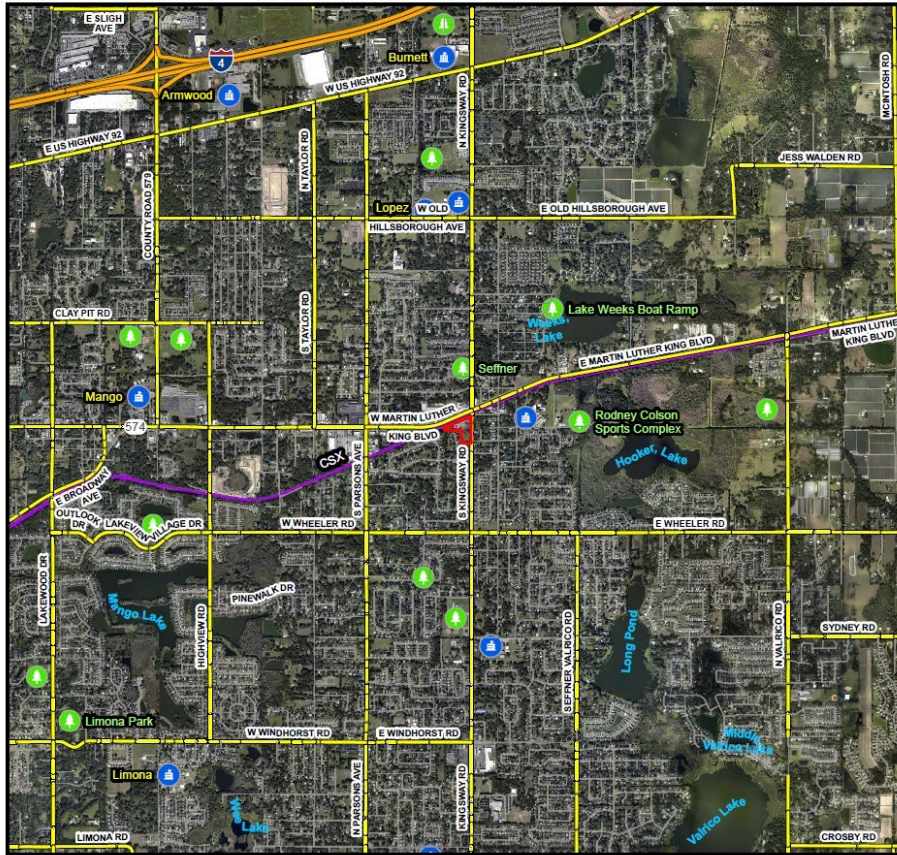 E SLIGH
AVE
4
Burnett
Armwood
W US HIGHWAY 92
E US HIGHWAY 92
N KINGSWAY RD
MCINTOSH RD
N TAYLOR RD
COUNTY ROAD 579
JESS WALDEN RD
Lopez
W OLD
HILLSBOROUGH AVE
E OLD HILLSBOROUGH AVE
CLAY PIT RD
S TAYLOR RD
Lake Weeks Boat Ramp
Weeks,
Lake
MARTIN LUTHER
KING BLVD
E MARTIN LUTHER KING BLVD
Seffner
Mango
574
W MARTIN LUTHER
KING BLVD
Rodney Colson
Sports Complex
Hooker, Lake
CSX
S PARSONS AVE
S KINGSWAY RD
E BROADWAY
AVE
OUTLOOK
DR
LAKEVIEW VILLAGE DR
W WHEELER RD
E WHEELER RD
LAKEWOOD DR
Mango Lake
HIGHVIEW RD
PINEWALK DR
SEFFNER VALRICO RD
Long Pond
N VALRICO RD
SYDNEY RD
Limona Park
W WINDHORST RD
E WINDHORST RD
Valrico Lake
Limona
N PARSONS AVE
KINGSWAY RD
Lake
Valrico Lake
LIMONA RD
CROSBY RD